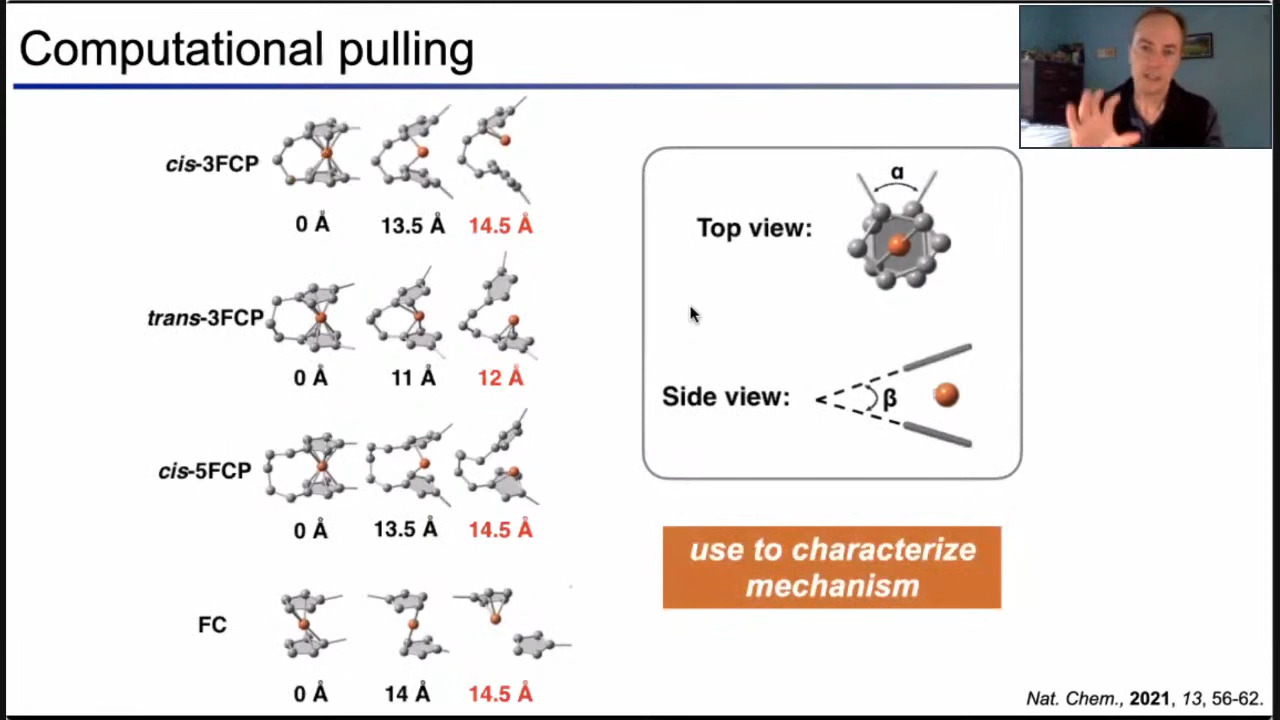 Computational pulling
cis-3FCP
0 Å
13.5 Å
14.5 Å
trans-3FCP
0 Å
11 Å
12 Å
cis-5FCP
0 Å
13.5 Å
14.5 Å
FC
0 Å
14 Å
14.5 Å
α
Top view:
Side view:
β
use to characterize
mechanism
Nat. Chem., 2021, 13, 56-62.